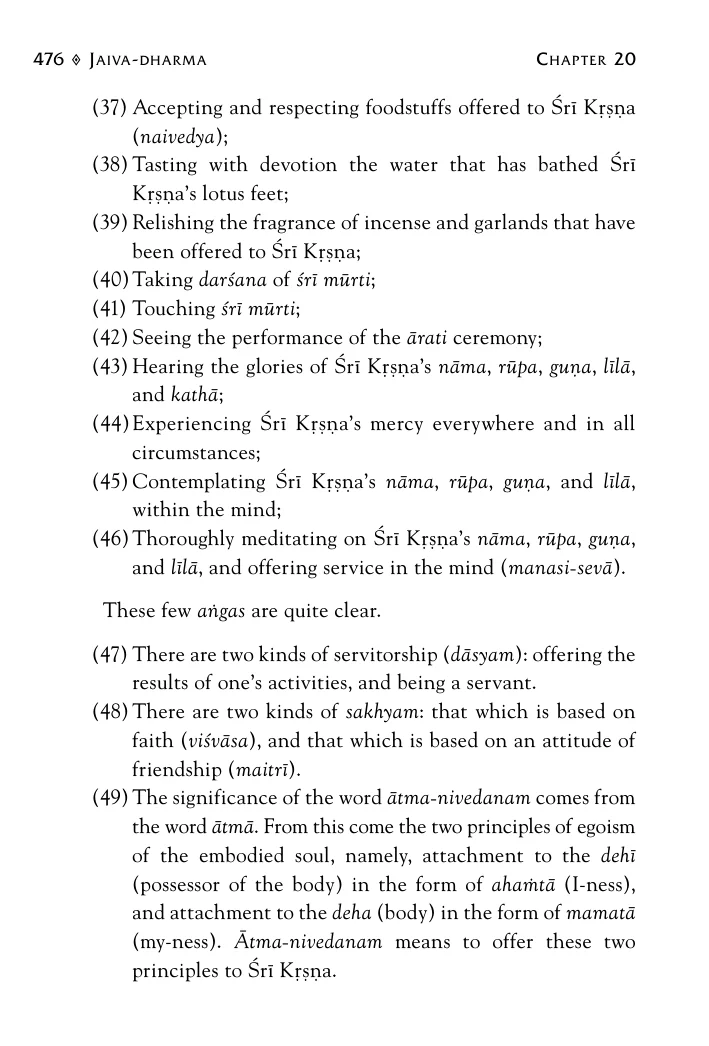 476 ◈ Jaiva-dharma Chapter 20
(37) Accepting and respecting foodstuffs offered to Śrī Kṛṣṇa
(naivedya);
(38) Tasting with devotion the water that has bathed Śrī
Kṛṣṇa’s lotus feet;
(39) Relishing the fragrance of incense and garlands that have
been offered to Śrī Kṛṣṇa;
(40) Taking darśana of śrī mūrti;
(41) Touching śrī mūrti;
(42) Seeing the performance of the ārati ceremony;
(43) Hearing the glories of Śrī Kṛṣṇa’s nāma, rūpa, guṇa, līlā,
and kathā;
(44) Experiencing Śrī Kṛṣṇa’s mercy everywhere and in all
circumstances;
(45) Contemplating Śrī Kṛṣṇa’s nāma, rūpa, guṇa, and līlā,
within the mind;
(46) Thoroughly meditating on Śrī Kṛṣṇa’s nāma, rūpa, guṇa,
and līlā, and offering service in the mind (manasi-sevā).
These few aṅgas are quite clear.
(47) There are two kinds of servitorship (dāsyam): offering the
results of one’s activities, and being a servant.
(48) There are two kinds of sakhyam: that which is based on
faith (viśvāsa), and that which is based on an attitude of
friendship (maitrī).
(49) The significance of the word ātma-nivedanam comes from
the word ātmā. From this come the two principles of egoism
of the embodied soul, namely, attachment to the dehī
(possessor of the body) in the form of ahaṁtā (I-ness),
and attachment to the deha (body) in the form of mamatā
(my-ness). Ātma-nivedanam means to offer these two
principles to Śrī Kṛṣṇa.